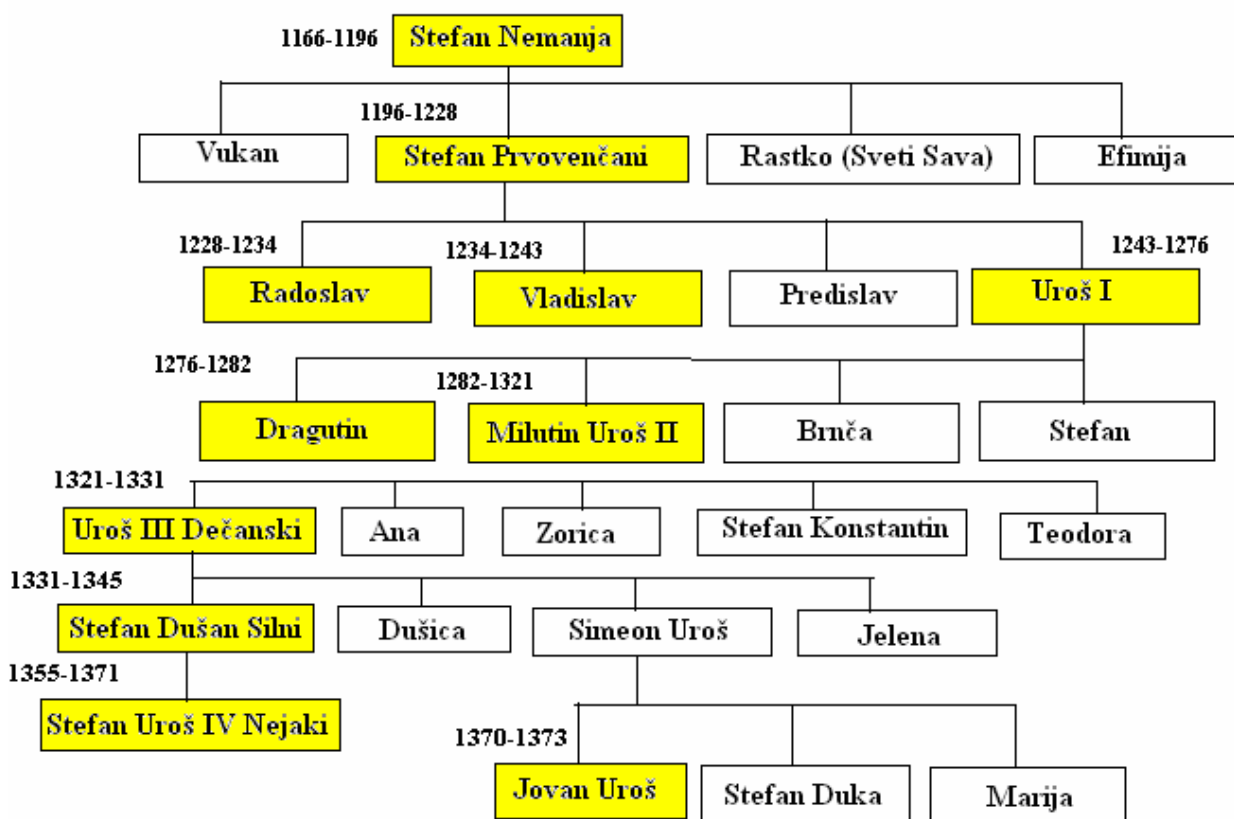 1166-1196
Stefan Nemanja
1196-1228
Vukan
Stefan Prvovenčani
Rastko (Sveti Sava)
Efimija
1228-1234
1234-1243
1243-1276
Radoslav
Vladislav
Predislav
Uroš I
1276-1282
1282-1321
Dragutin
Milutin Uroš II
Brnča
Stefan
1321-1331
Uroš III Dečanski
Ana
Zorica
Stefan Konstantin
Teodora
1331-1345
Stefan Dušan Silni
Dušica
Simeon Uroš
Jelena
1355-1371
Stefan Uroš IV Nejaki
1370-1373
Jovan Uroš
Stefan Duka
Marija